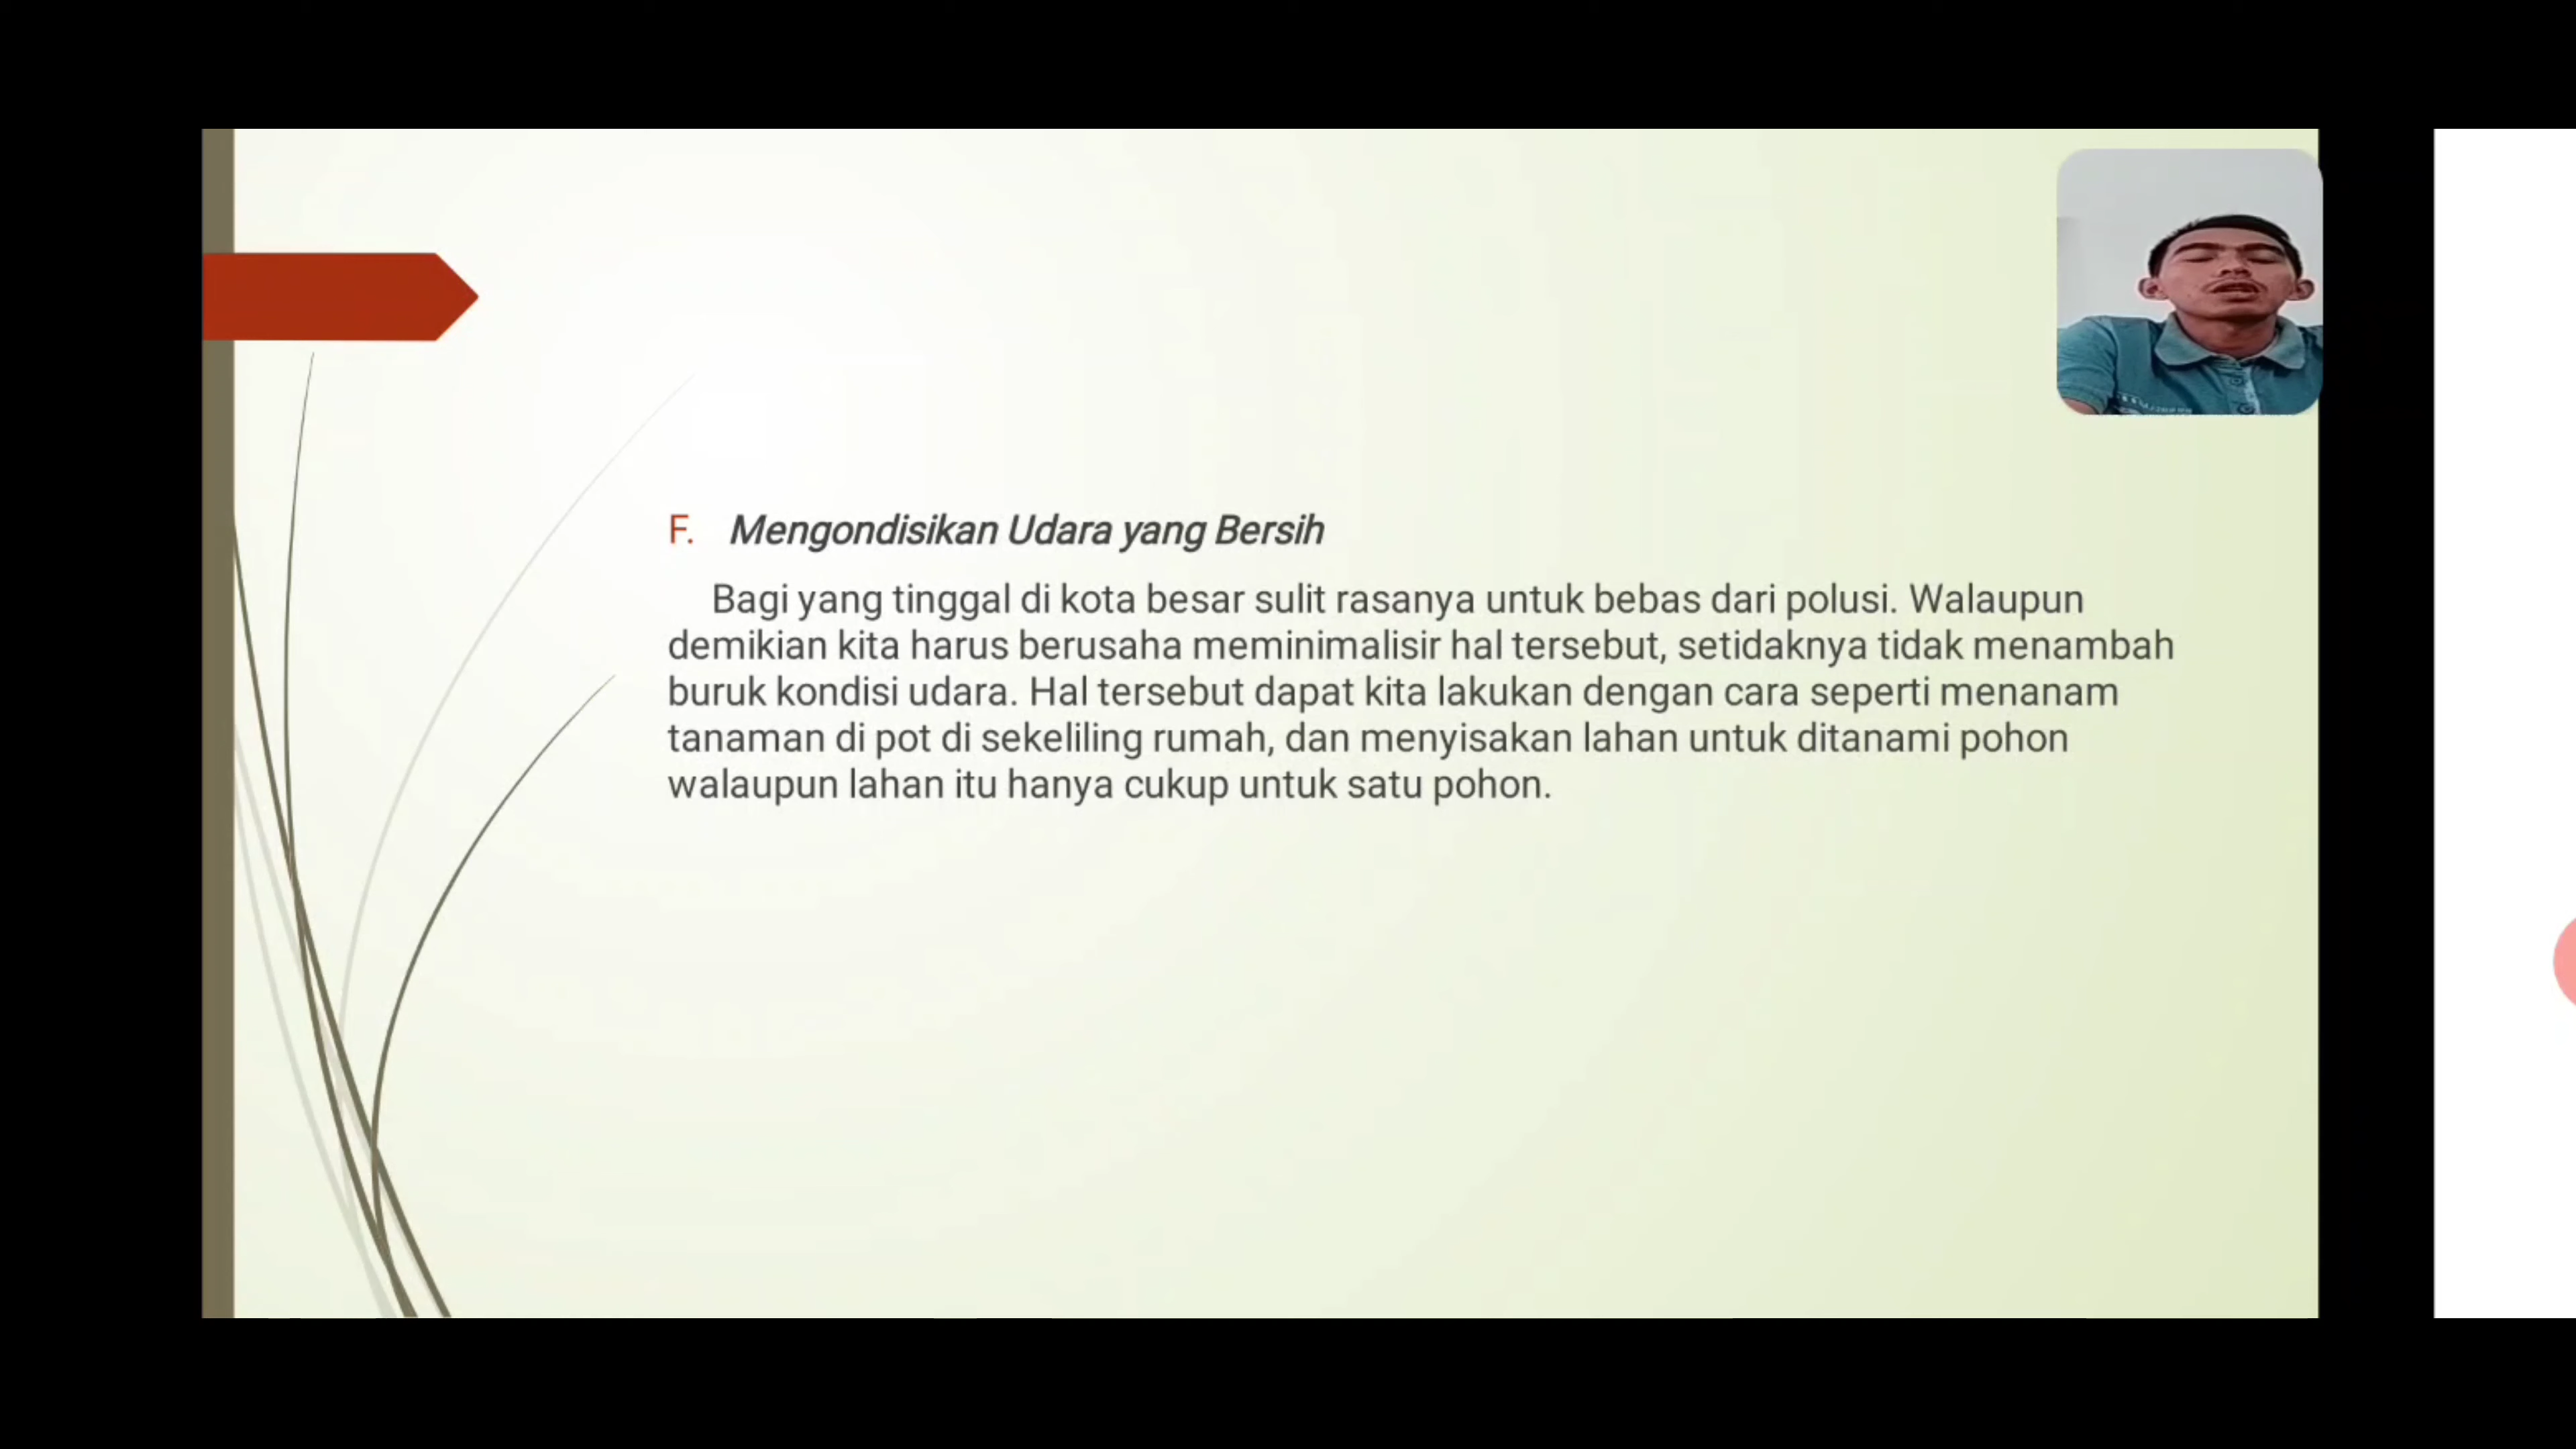 F. Mengondisikan Udara yang Bersih
Bagi yang tinggal di kota besar sulit rasanya untuk bebas dari polusi. Walaupun
demikian kita harus berusaha meminimalisir hal tersebut, setidaknya tidak menambah
buruk kondisi udara. Hal tersebut dapat kita lakukan dengan cara seperti menanam
tanaman di pot di sekeliling rumah, dan menyisakan lahan untuk ditanami pohon
walaupun lahan itu hanya cukup untuk satu pohon.